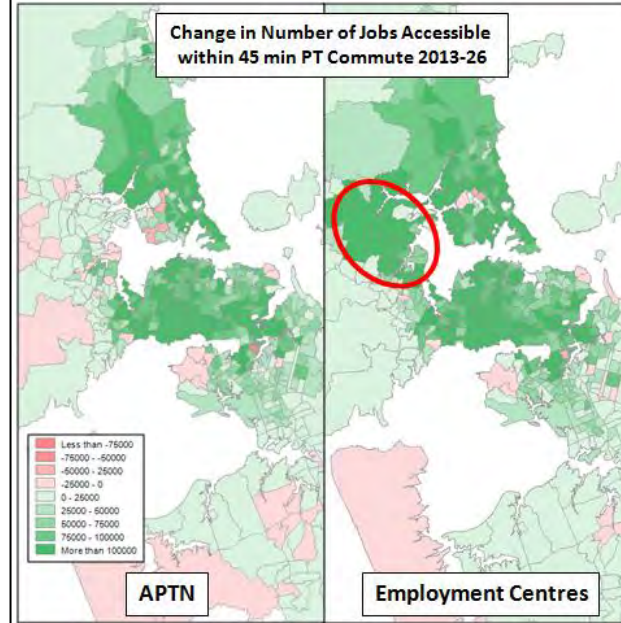 Change in Number of Jobs Accessible
within 45 min PT Commute 2013-26
Less than -75000
-75000 - -50000
-50000 - 25000
-25000 - 0
0 - 25000
25000 - 50000
50000 - 75000
75000 - 100000
More than 100000
APTN
Employment Centres